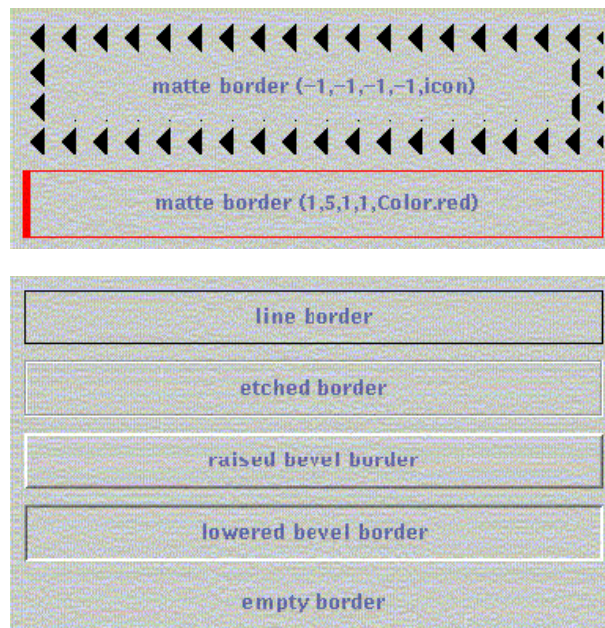 matte border (-1,-1,-1,-1,icon)
matte border (1,5,1,1,Color.red)
line border
etched border
raised bevel border
lowered bevel border
empty border